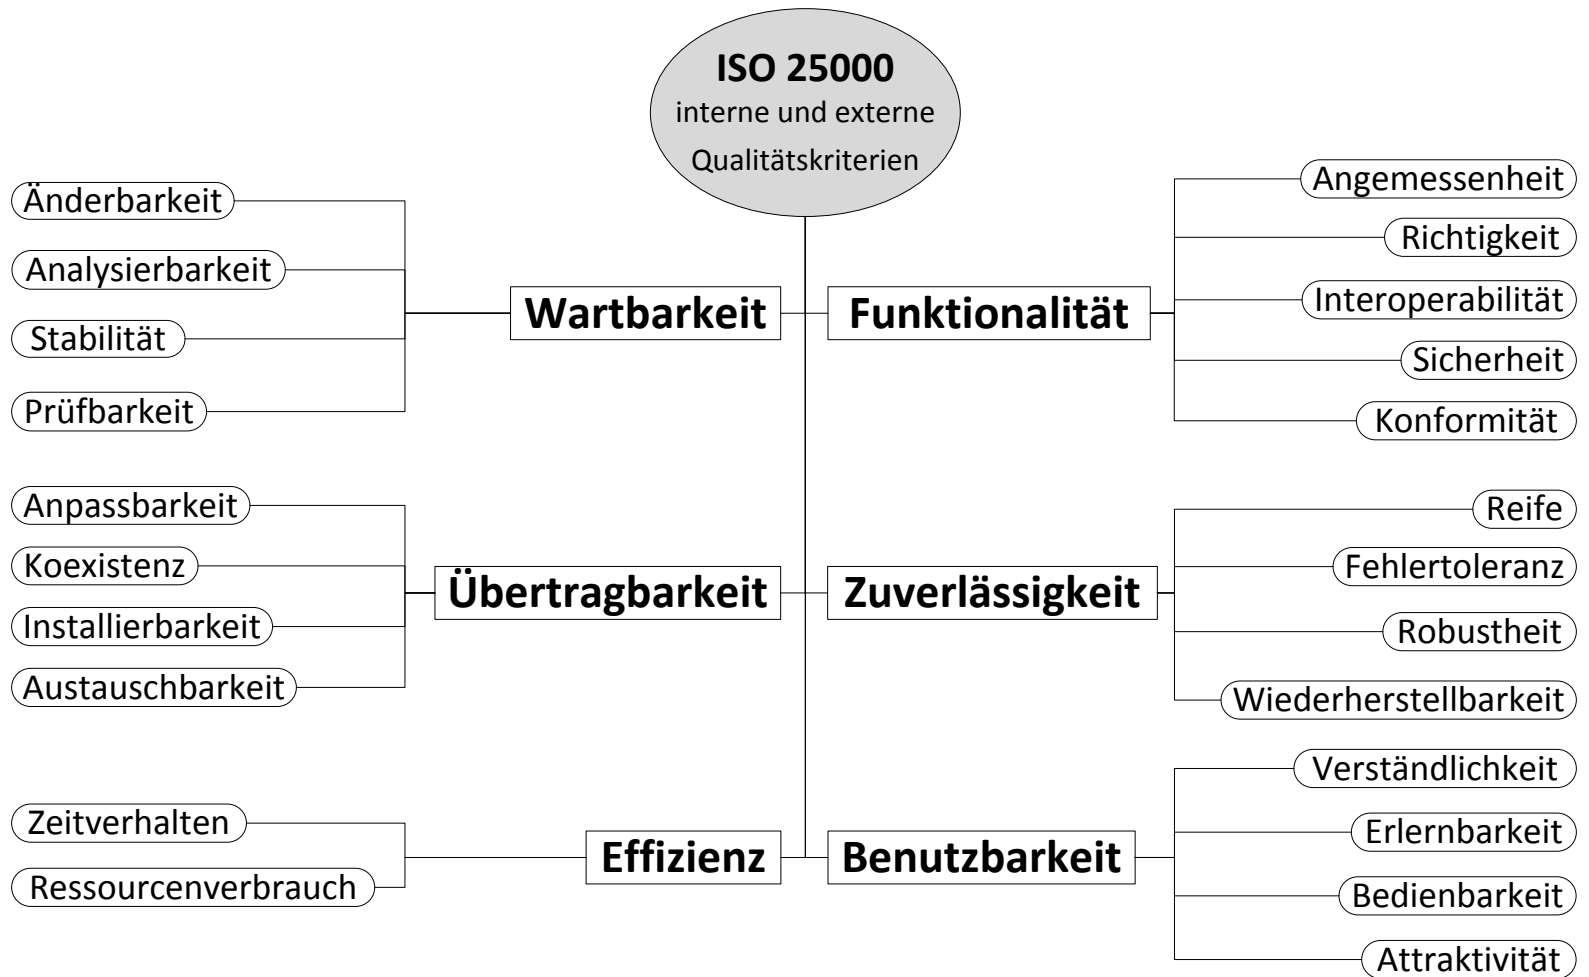 ISO 25000
interne und externe
Qualitätskriterien
Wartbarkeit
Änderbarkeit
Analysierbarkeit
Stabilität
Prüfbarkeit
Funktionalität
Angemessenheit
Richtigkeit
Interoperabilität
Sicherheit
Konformität
Übertragbarkeit
Anpassbarkeit
Koexistenz
Installierbarkeit
Austauschbarkeit
Zuverlässigkeit
Reife
Fehlertoleranz
Robustheit
Wiederherstellbarkeit
Effizienz
Zeitverhalten
Ressourcenverbrauch
Benutzbarkeit
Verständlichkeit
Erlernbarkeit
Bedienbarkeit
Attraktivität